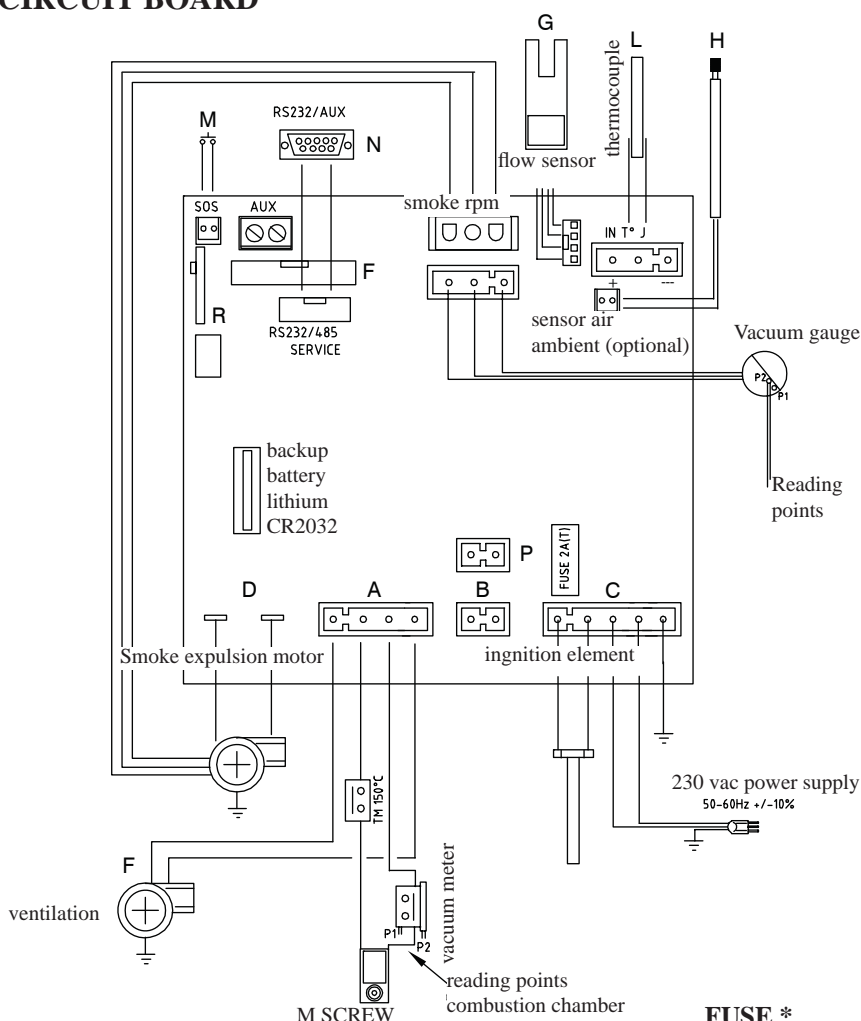 CIRCUIT BOARD
G
L
H
M
RS232/AUX
N
thermocouple
flow sensor
SOS
AUX
smoke rpm
IN T° J
F
+
---
R
RS232/485
SERVICE
sensor air
ambient (optional)
Vacuum gauge
P2
P1
backup
battery
lithium
CR2032
Reading
points
P
FUSE 2A(T)
D
A
B
C
Smoke expulsion motor
ingnition element
TM 150°C
230 vac power supply
50-60Hz +/-10%
F
ventilation
vacuum meter
P1
P2
reading points
combustion chamber
M SCREW
FUSE *